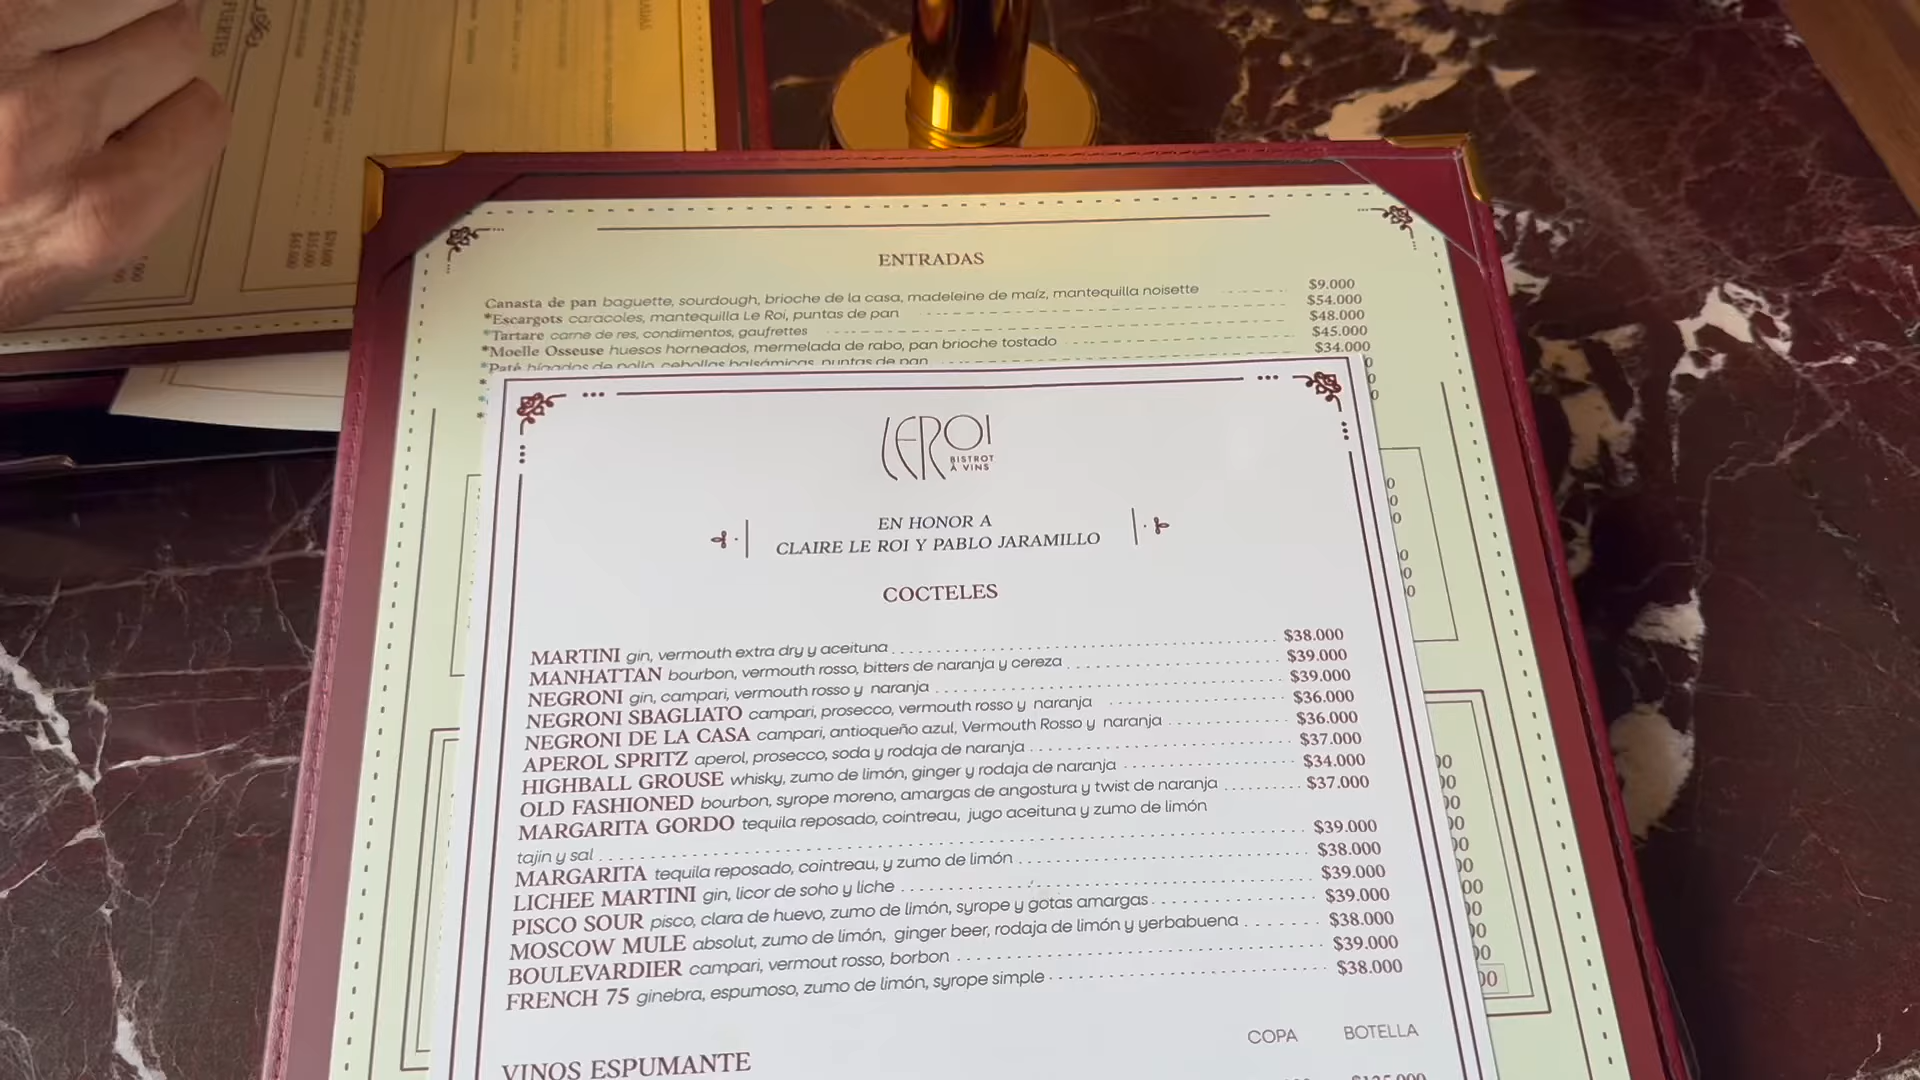 ENTRADAS
Canasta de pan baguette, sourdough, brioche de la casa, madeleine de maíz, mantequilla noisette $9.000
*Escargots caracoles, mantequilla Le Roi, puntas de pan $54.000
*Tartare carne de res, condimentos, gaufrettes $48.000
*Moelle Osseuse huesos horneados, mermelada de rabo, pan brioche tostado $45.000
*Paté hígados de pollo, cebollas balsámicas, puntas de pan $34.000
LEROI
BISTROT
À VINS
EN HONOR A
CLAIRE LE ROI Y PABLO JARAMILLO
COCTELES
MARTINI gin, vermouth extra dry y aceituna $38.000
MANHATTAN bourbon, vermouth rosso, bitters de naranja y cereza $39.000
NEGRONI gin, campari, vermouth rosso y naranja $39.000
NEGRONI SBAGLIATO campari, prosecco, vermouth rosso y naranja $36.000
NEGRONI DE LA CASA campari, antioqueño azul, Vermouth Rosso y naranja $36.000
APEROL SPRITZ aperol, prosecco, soda y rodaja de naranja $37.000
HIGHBALL GROUSE whisky, zumo de limón, ginger y rodaja de naranja $34.000
OLD FASHIONED bourbon, syrope moreno, amargas de angostura y twist de naranja $37.000
MARGARITA GORDO tequila reposado, cointreau, jugo aceituna y zumo de limón
tajin y sal $39.000
MARGARITA tequila reposado, cointreau, y zumo de limón $38.000
LICHEE MARTINI gin, licor de soho y liche $39.000
PISCO SOUR pisco, clara de huevo, zumo de limón, syrope y gotas amargas $39.000
MOSCOW MULE absolut, zumo de limón, ginger beer, rodaja de limón y yerbabuena $38.000
BOULEVARDIER campari, vermout rosso, borbon $39.000
FRENCH 75 ginebra, espumoso, zumo de limón, syrope simple $38.000
COPA BOTELLA
VINOS ESPUMANTE